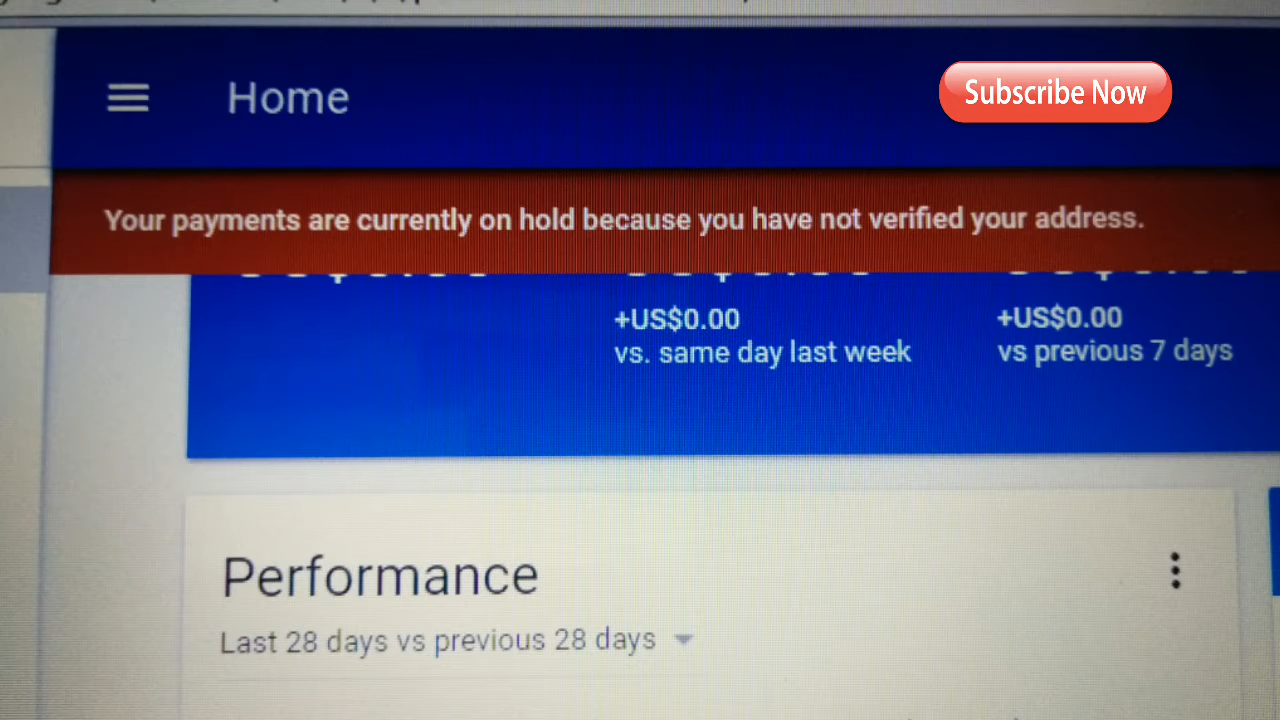 Home
Subscribe Now
Your payments are currently on hold because you have not verified your address.
+US$0.00
vs. same day last week
+US$0.00
vs previous 7 days
Performance
Last 28 days vs previous 28 days